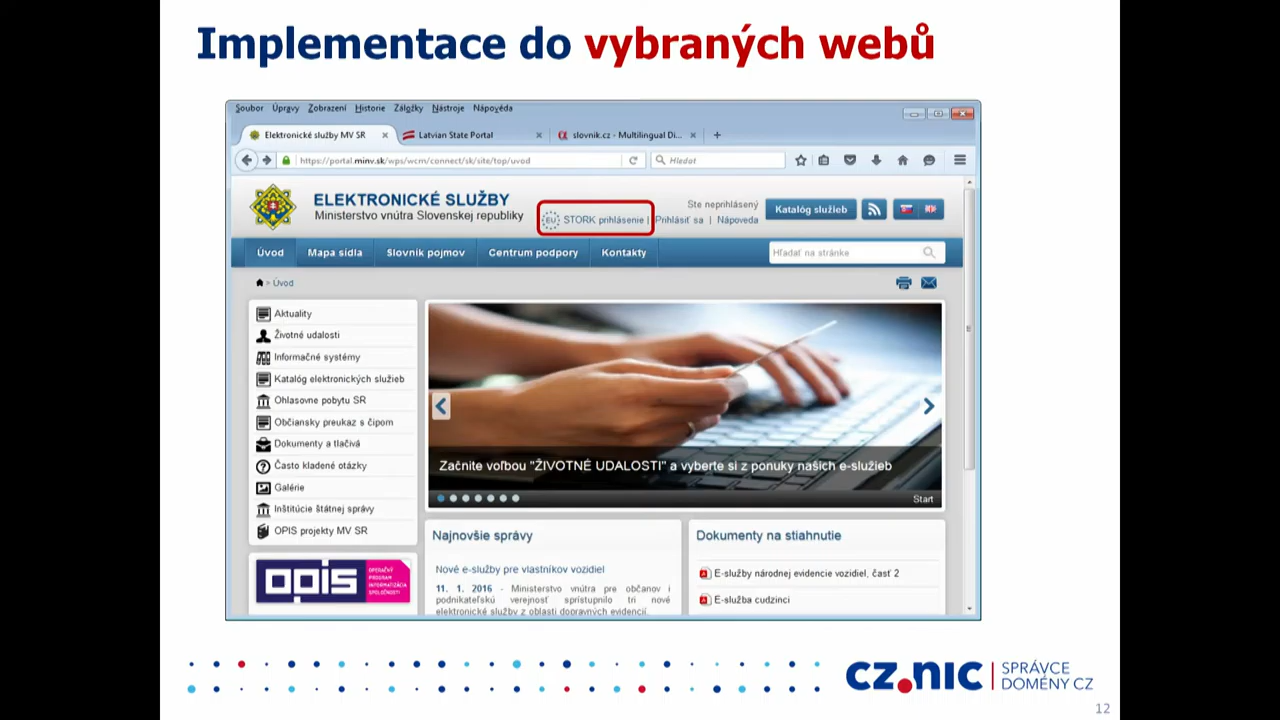 Implementace do vybraných webů
Soubor Úpravy Zobrazení Historie Záložky Nástroje Nápověda
Elektronické služby MV SR
Latvian State Portal
slovnik.cz - Multilingual Di...
https://portal.minv.sk/wps/wcm/connect/sk/site/top/uvod
Hledat
ELEKTRONICKÉ SLUŽBY
Ministerstvo vnútra Slovenskej republiky
EU STORK prihlásenie |
Ste neprihlásený
Prihlásiť sa | Nápoveda
Katalóg služieb
Úvod Mapa sídla Slovník pojmov Centrum podpory Kontakty
Hľadať na stránke
> Úvod
Aktuality
Životné udalosti
Informačné systémy
Katalóg elektronických služieb
Ohlasovne pobytu SR
Občiansky preukaz s čipom
Dokumenty a tlačivá
Často kladené otázky
Galérie
Inštitúcie štátnej správy
OPIS projekty MV SR
Začnite voľbou "ŽIVOTNÉ UDALOSTI" a vyberte si z ponuky našich e-služieb
Start
opis
OPERAČNÝ
PROGRAM
INFORMATIZÁCIA
SPOLOČNOSTI
Najnovšie správy
Nové e-služby pre vlastníkov vozidiel
11. 1. 2016 - Ministerstvo vnútra pre občanov i
podnikateľskú verejnosť sprístupnilo tri nové
elektronické služby z oblasti dopravných evidencií.
Dokumenty na stiahnutie
E-služby národnej evidencie vozidiel, časť 2
E-služba cudzinci
CZ.NIC
SPRÁVCE
DOMÉNY CZ
12